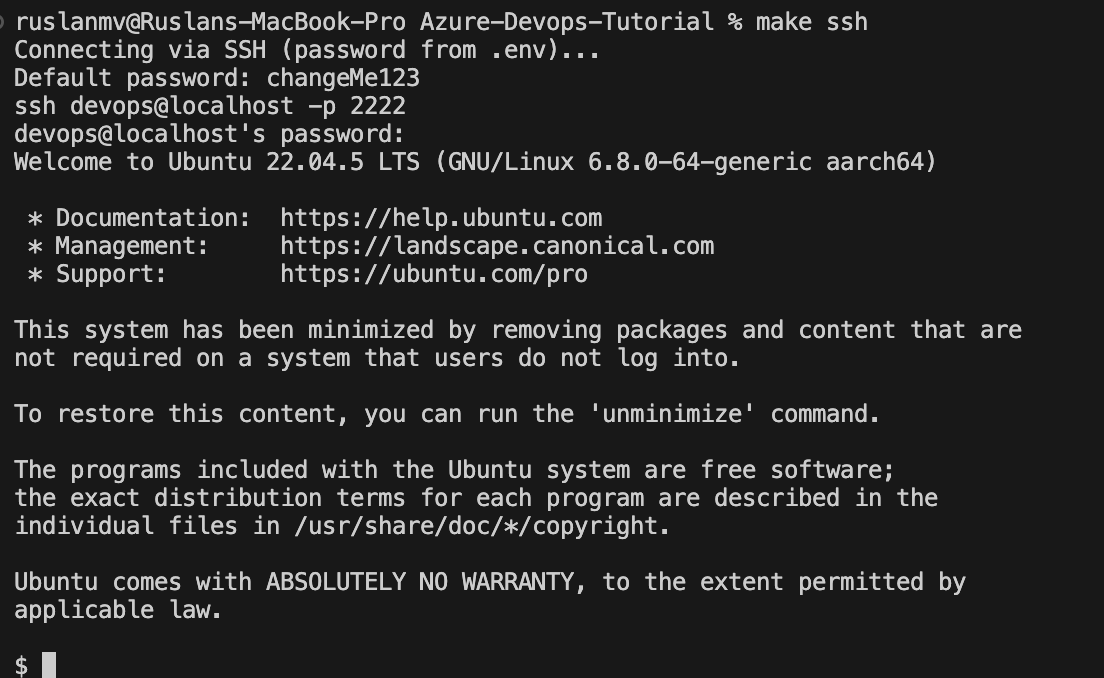 ruslanmv@Ruslans-MacBook-Pro Azure-Devops-Tutorial % make ssh
Connecting via SSH (password from .env)...
Default password: changeMe123
ssh devops@localhost -p 2222
devops@localhost's password:
Welcome to Ubuntu 22.04.5 LTS (GNU/Linux 6.8.0-64-generic aarch64)

 * Documentation:  https://help.ubuntu.com
 * Management:     https://landscape.canonical.com
 * Support:        https://ubuntu.com/pro

This system has been minimized by removing packages and content that are
not required on a system that users do not log into.

To restore this content, you can run the 'unminimize' command.

The programs included with the Ubuntu system are free software;
the exact distribution terms for each program are described in the
individual files in /usr/share/doc/*/copyright.

Ubuntu comes with ABSOLUTELY NO WARRANTY, to the extent permitted by
applicable law.

$